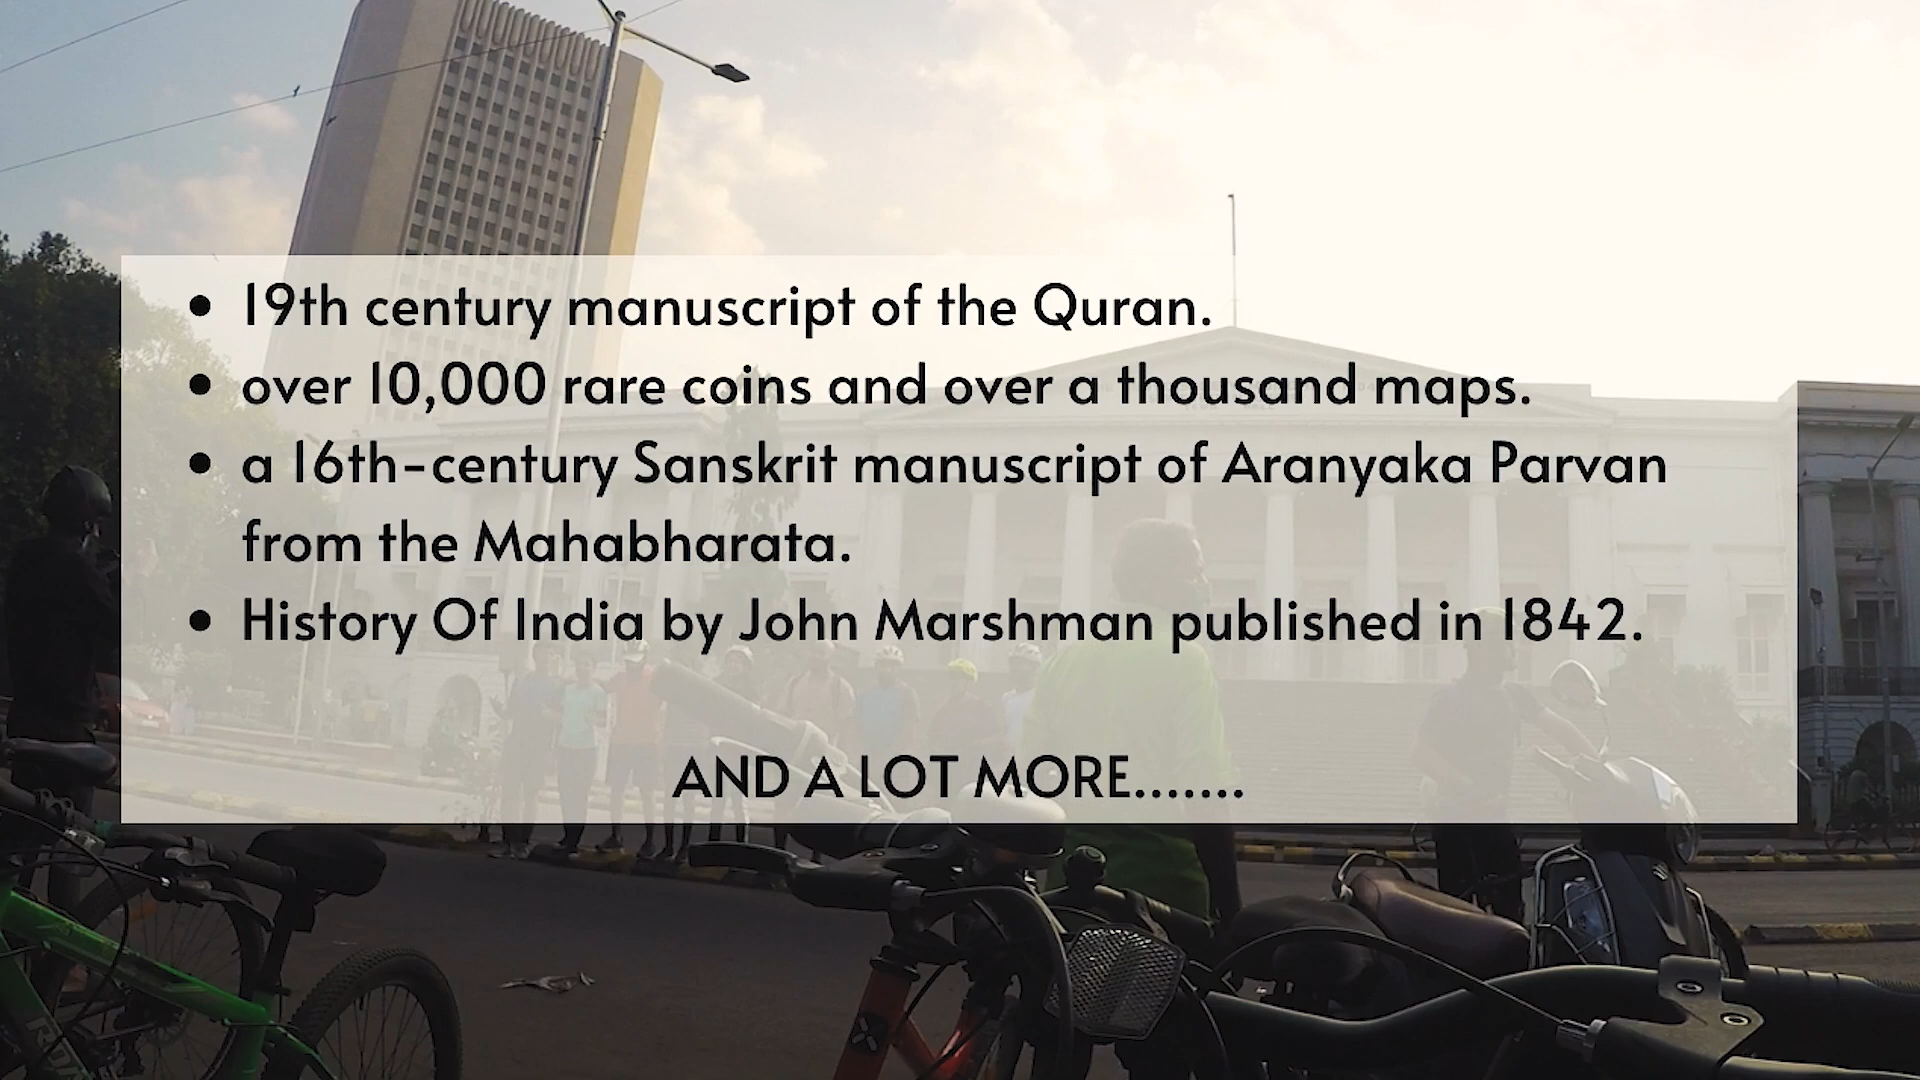 • 19th century manuscript of the Quran.
• over 10,000 rare coins and over a thousand maps.
• a 16th-century Sanskrit manuscript of Aranyaka Parvan
from the Mahabharata.
• History Of India by John Marshman published in 1842.
AND A LOT MORE.......